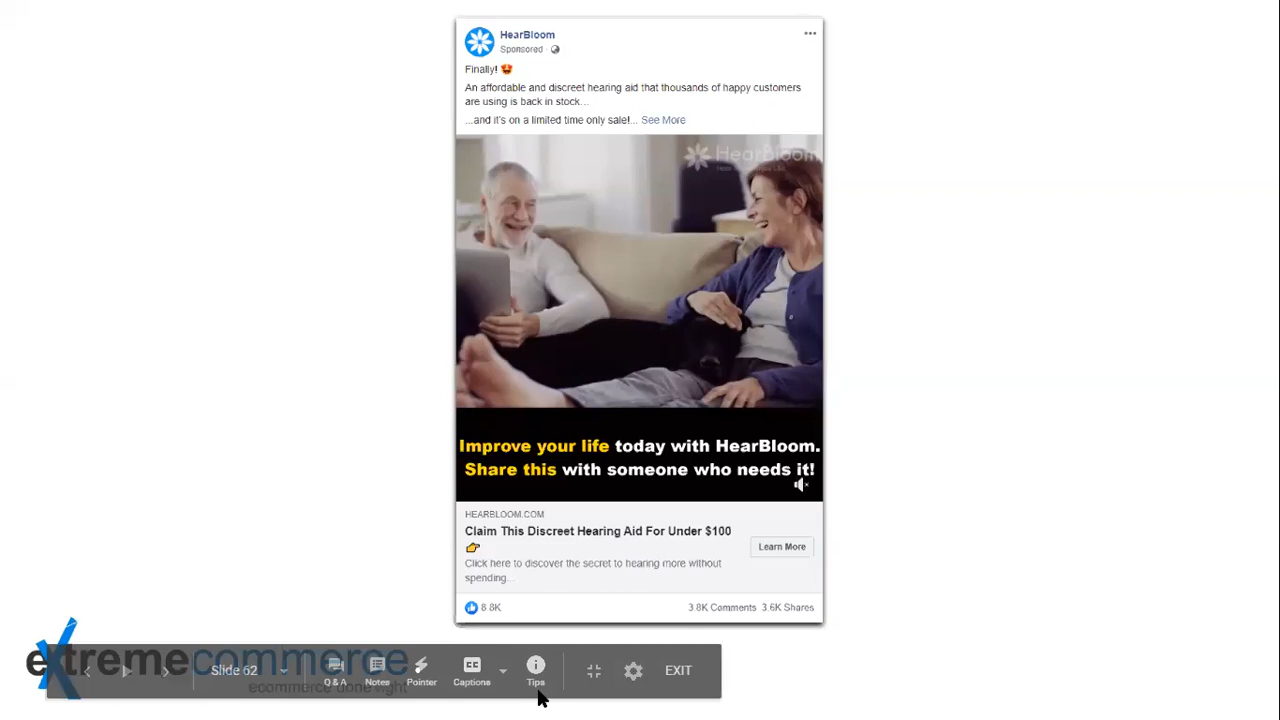 HearBloom
Sponsored ·
Finally! 😍
An affordable and discreet hearing aid that thousands of happy customers
are using is back in stock...
...and it's on a limited time only sale!... See More
HearBloom
Improve your life today with HearBloom.
Share this with someone who needs it!
HEARBLOOM.COM
Claim This Discreet Hearing Aid For Under $100
👉
Learn More
Click here to discover the secret to hearing more without
spending...
8.8K
3.8K Comments 3.6K Shares
extremecommerce
ecommerce done right
Slide 62
Q & A
Notes
Pointer
CC
Captions
Tips
EXIT